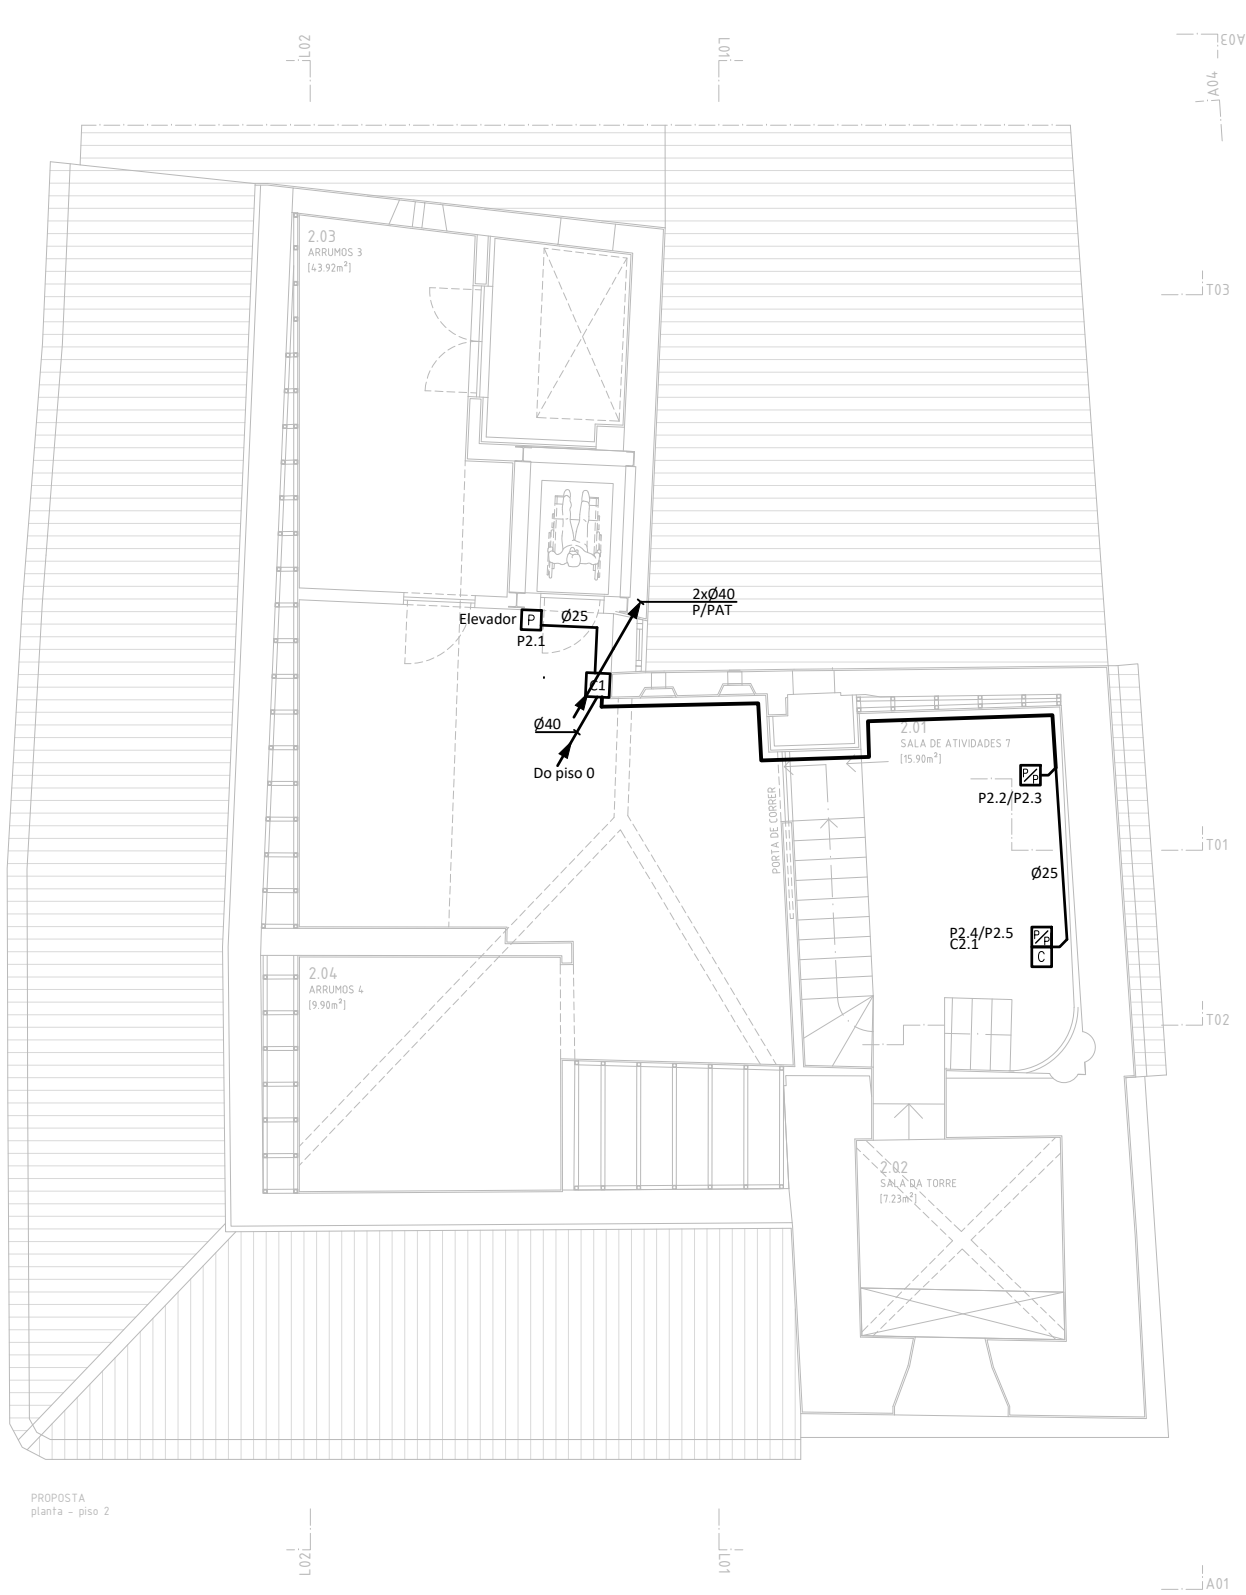 L02
L01
A03
A04
2.03
ARRUMOS 3
[43.92m²]
T03
2xØ40
P/PAT
Elevador
P
Ø25
P2.1
C1
Ø40
Do piso 0
2.01
SALA DE ATIVIDADES 7
[15.90m²]
P/P
P2.2/P2.3
PORTA DE CORRER
T01
Ø25
P2.4/P2.5
C2.1
P/P
C
2.04
ARRUMOS 4
[9.90m²]
T02
2.02
SALA DA TORRE
[7.23m²]
PROPOSTA
planta - piso 2
L02
L01
A01